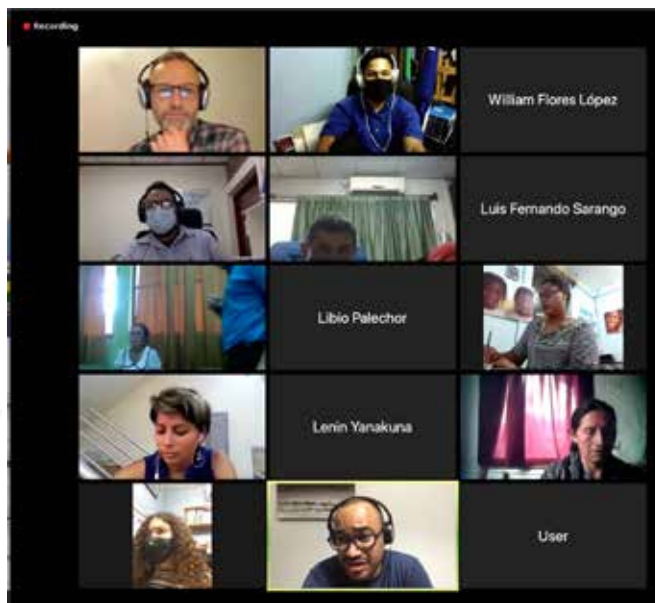 Recording
William Flores López
Luis Fernando Sarango
Libio Palechor
Lenin Yanakuna
User